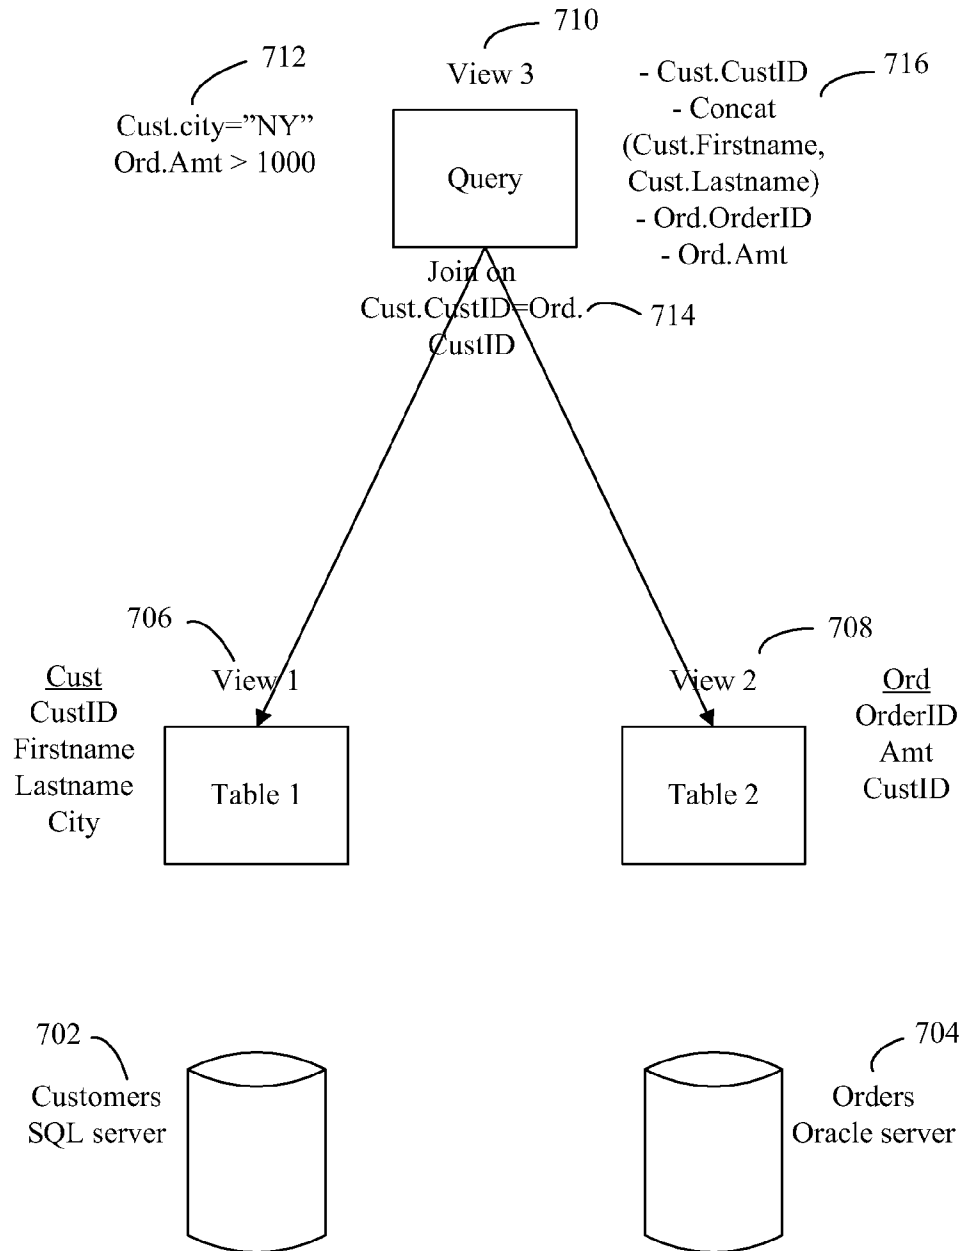 710
712
View 3
- Cust.CustID
716
- Concat
Cust.city=”NY”
(Cust.Firstname,
Ord.Amt > 1000
Query
Cust.Lastname)
- Ord.OrderID
- Ord.Amt
Join on
Cust.CustID=Ord.
714
CustID
706
708
Cust
View 1
View 2
Ord
CustID
OrderID
Firstname
Amt
Lastname
Table 1
Table 2
CustID
City
702
704
Customers
Orders
SQL server
Oracle server